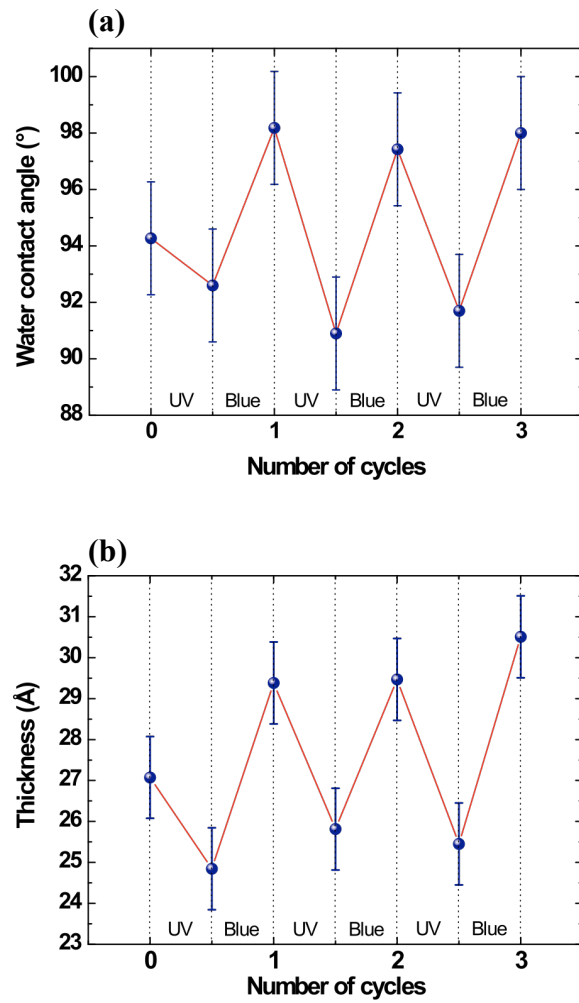 (a)
Water contact angle (°)
100
98
96
94
92
90
88
UV Blue UV Blue UV Blue
0 1 2 3
Number of cycles
(b)
Thickness (Å)
32
31
30
29
28
27
26
25
24
23
UV Blue UV Blue UV Blue
0 1 2 3
Number of cycles